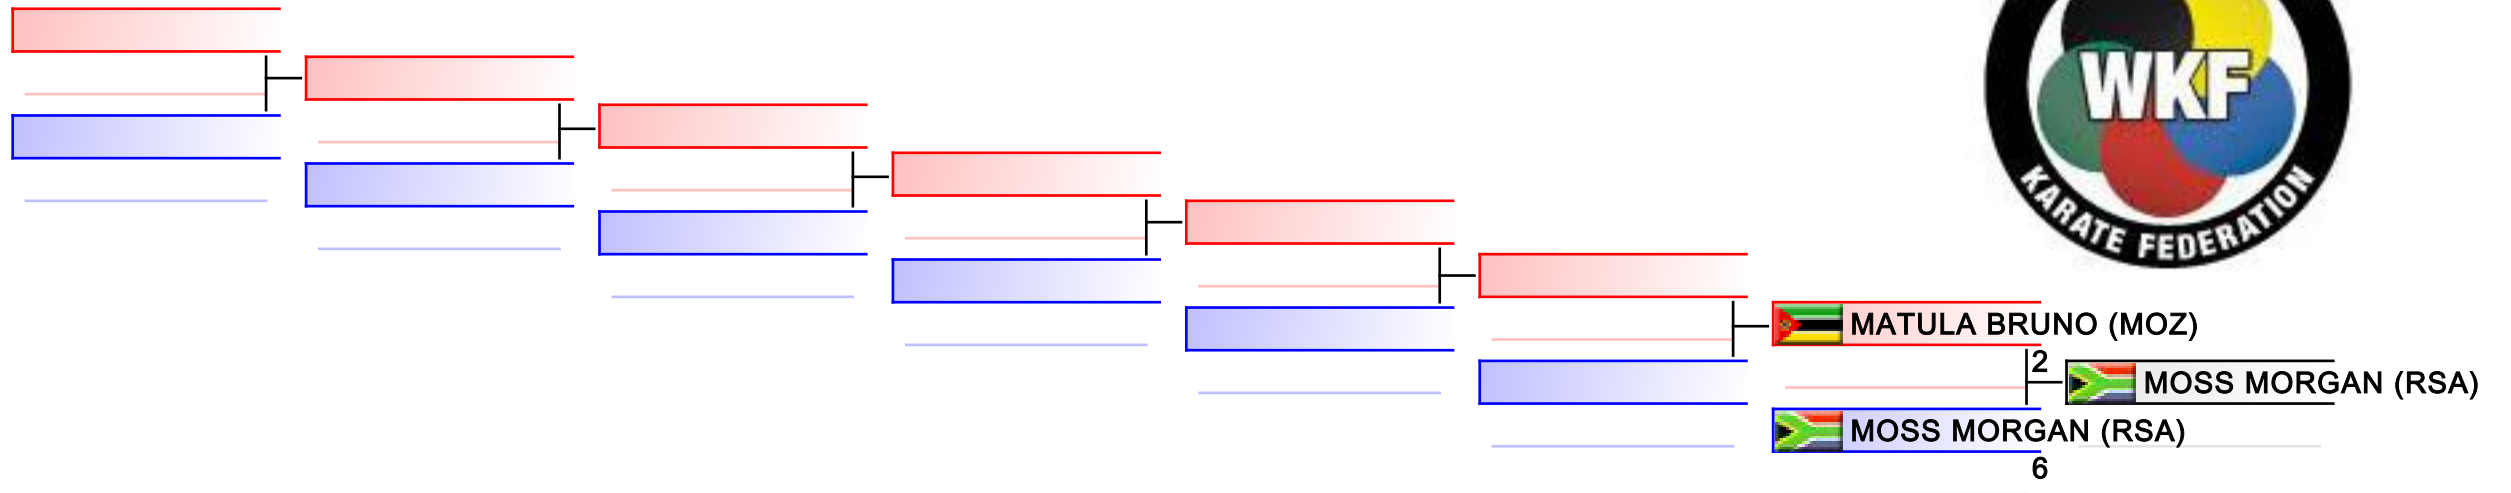 WKF
KARATE FEDERATION
MATULA BRUNO (MOZ)
2
MOSS MORGAN (RSA)
MOSS MORGAN (RSA)
6